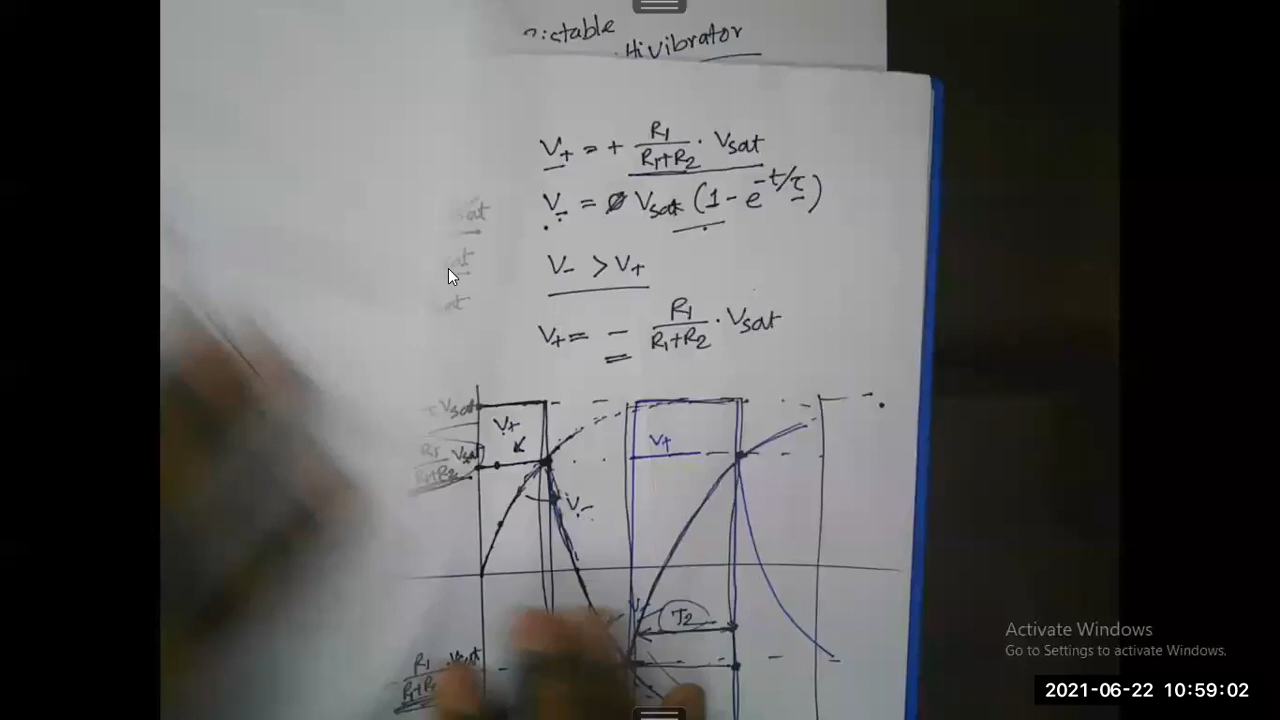 Hivibrator
V₊ = + R₁/(R₁+R₂) · Vsat
V₋ = Vsat (1 - e^(-t/τ))
V₋ > V₊
V₊ = - R₁/(R₁+R₂) · Vsat
Vsat
V₊
V₊
R₁/(R₁+R₂) Vsat
V₋
T₂
Activate Windows
Go to Settings to activate Windows.
2021-06-22 10:59:02